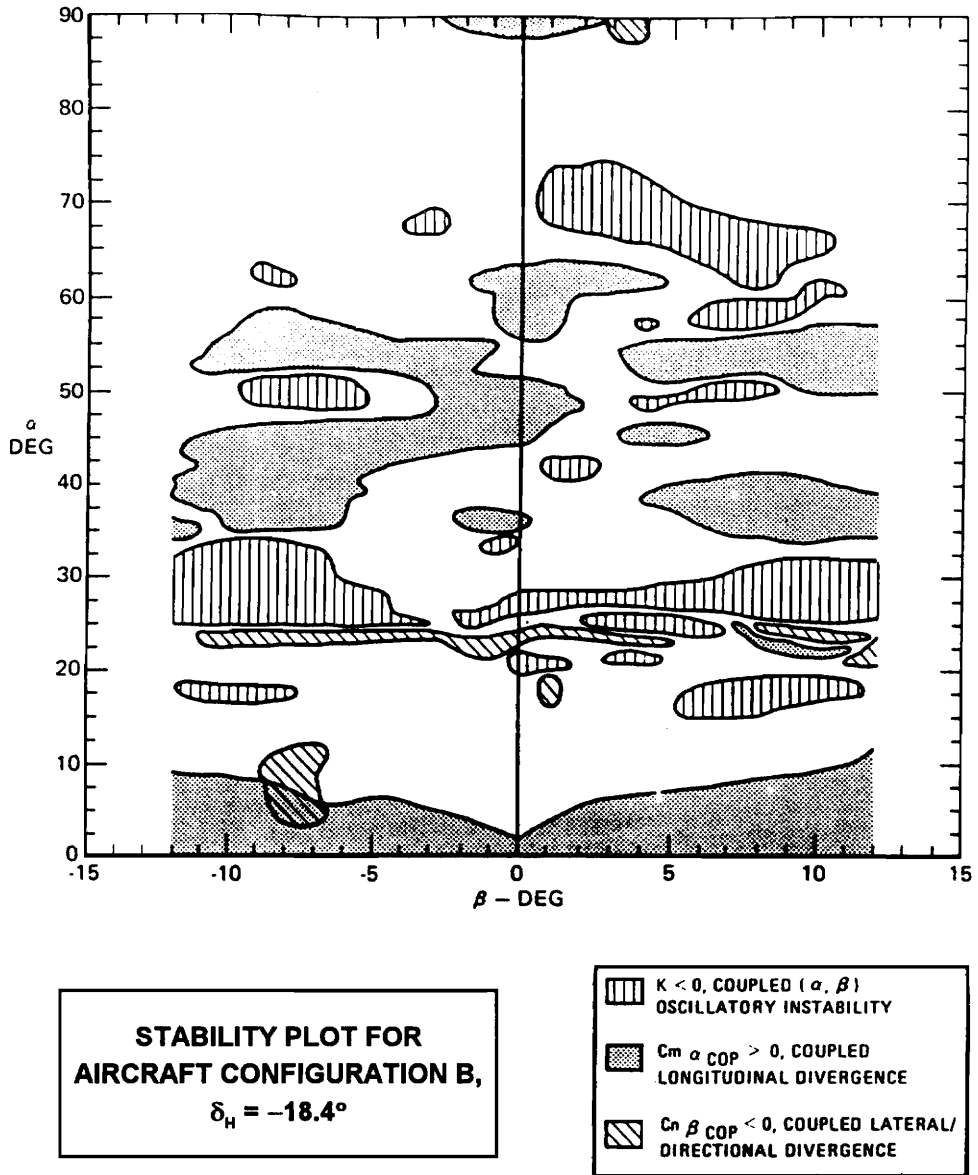 90
80
70
60
50
α
DEG
40
30
20
10
0
-15
-10
-5
0
5
10
15
β – DEG
STABILITY PLOT FOR
AIRCRAFT CONFIGURATION B,
δH = −18.4°
K < 0, COUPLED (α, β)
OSCILLATORY INSTABILITY
Cm α COP > 0, COUPLED
LONGITUDINAL DIVERGENCE
Cn β COP < 0, COUPLED LATERAL/
DIRECTIONAL DIVERGENCE